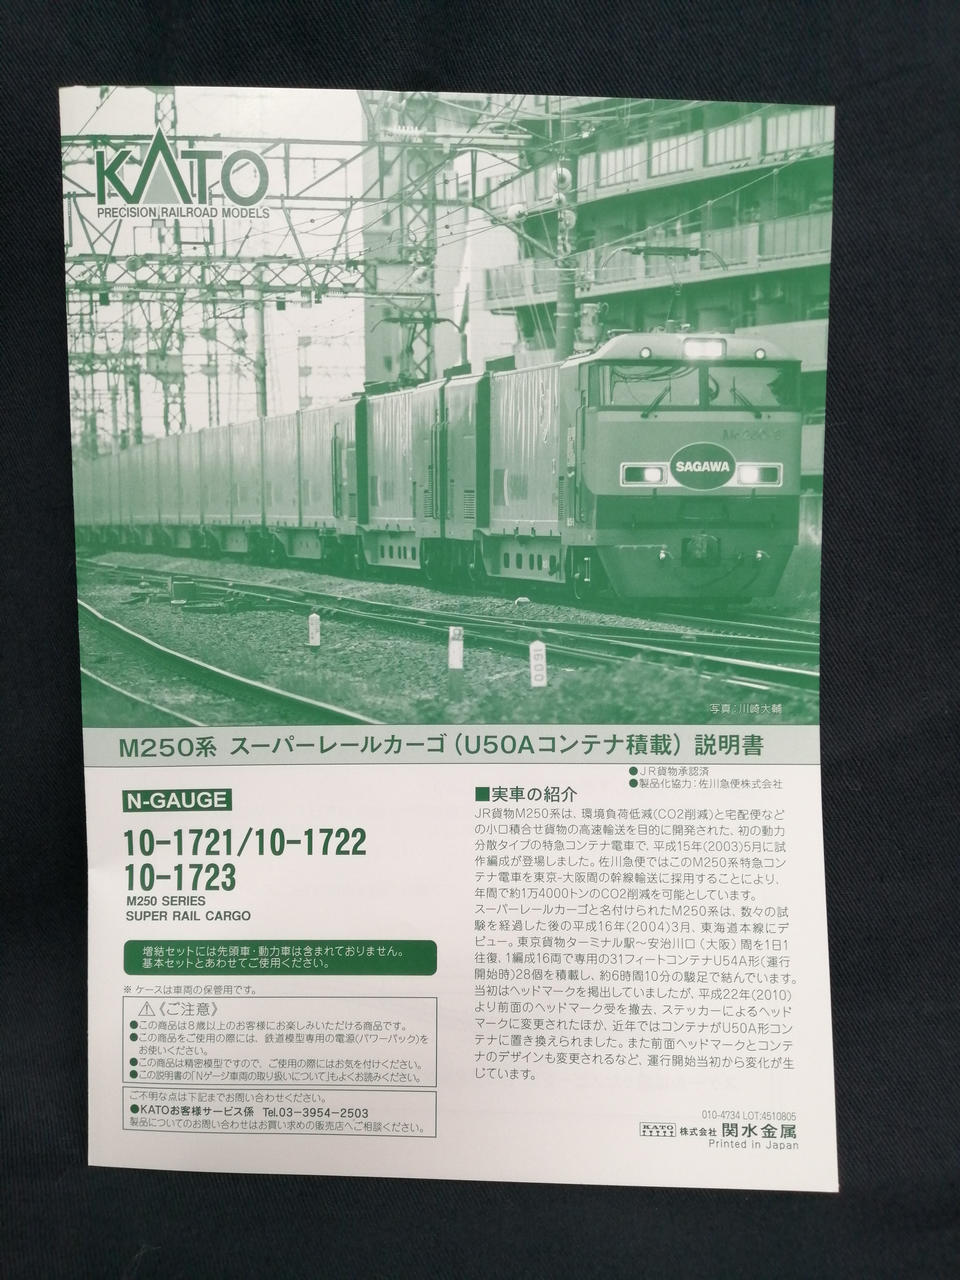 KATO
PRECISION RAILROAD MODELS
SAGAWA
1600
写真：川崎大輔
M250系 スーパーレールカーゴ（U50Aコンテナ積載）説明書
●JR貨物承認済
●製品化協力：佐川急便株式会社
N-GAUGE
10-1721/10-1722
10-1723
M250 SERIES
SUPER RAIL CARGO
増結セットには先頭車・動力車は含まれておりません。
基本セットとあわせてご使用ください。
※ ケースは車両の保管用です。
⚠《ご注意》
●この商品は8歳以上のお客様にお楽しみいただける商品です。
●この商品をご使用の際には、鉄道模型専用の電源(パワーパック)を
お使いください。
●この商品は精密模型ですので、ご使用の際にはお気を付けください。
●この説明書の「Nゲージ車両の取り扱いについて」もよくお読みください。
ご不明な点は下記までお問い合わせください。
●KATOお客様サービス係 Tel.03-3954-2503
製品についてのお問い合わせはお買い求めの販売店へご相談ください。
■実車の紹介
JR貨物M250系は、環境負荷低減(CO2削減)と宅配便など
の小口積合せ貨物の高速輸送を目的に開発された、初の動力
分散タイプの特急コンテナ電車で、平成15年(2003)5月に試
作編成が登場しました。佐川急便ではこのM250系特急コン
テナ電車を東京-大阪間の幹線輸送に採用することにより、
年間で約1万4000トンのCO2削減を可能としています。
スーパーレールカーゴと名付けられたM250系は、数々の試
験を経過した後の平成16年(2004)3月、東海道本線にデ
ビュー。東京貨物ターミナル駅～安治川口(大阪)間を1日1
往復、1編成16両で専用の31フィートコンテナU54A形(運行
開始時)28個を積載し、約6時間10分の駿足で結んでいます。
当初はヘッドマークを掲出していましたが、平成22年(2010)
より前面のヘッドマーク受を撤去、ステッカーによるヘッド
マークに変更されたほか、近年ではコンテナがU50A形コン
テナに置き換えられました。また前面ヘッドマークとコンテ
ナのデザインも変更されるなど、運行開始当初から変化が生
じています。
010-4734 LOT:4510805
KATO 株式会社 関水金属
Printed in Japan